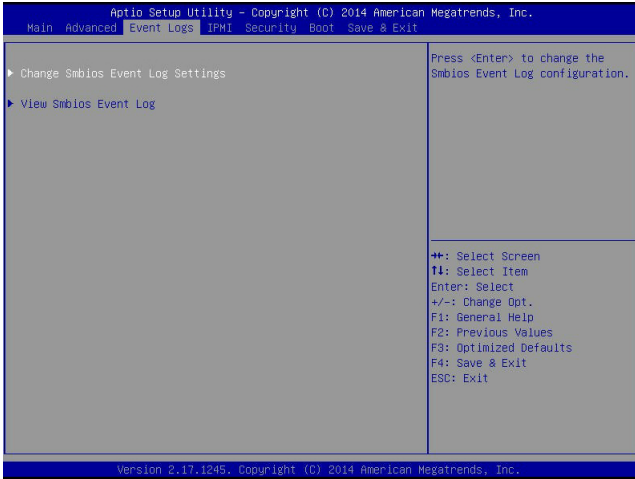 Aptio Setup Utility – Copyright (C) 2014 American Megatrends, Inc.
Main Advanced Event Logs IPMI Security Boot Save & Exit
▶ Change Smbios Event Log Settings
▶ View Smbios Event Log
Press <Enter> to change the
Smbios Event Log configuration.
→←: Select Screen
↑↓: Select Item
Enter: Select
+/-: Change Opt.
F1: General Help
F2: Previous Values
F3: Optimized Defaults
F4: Save & Exit
ESC: Exit
Version 2.17.1245. Copyright (C) 2014 American Megatrends, Inc.